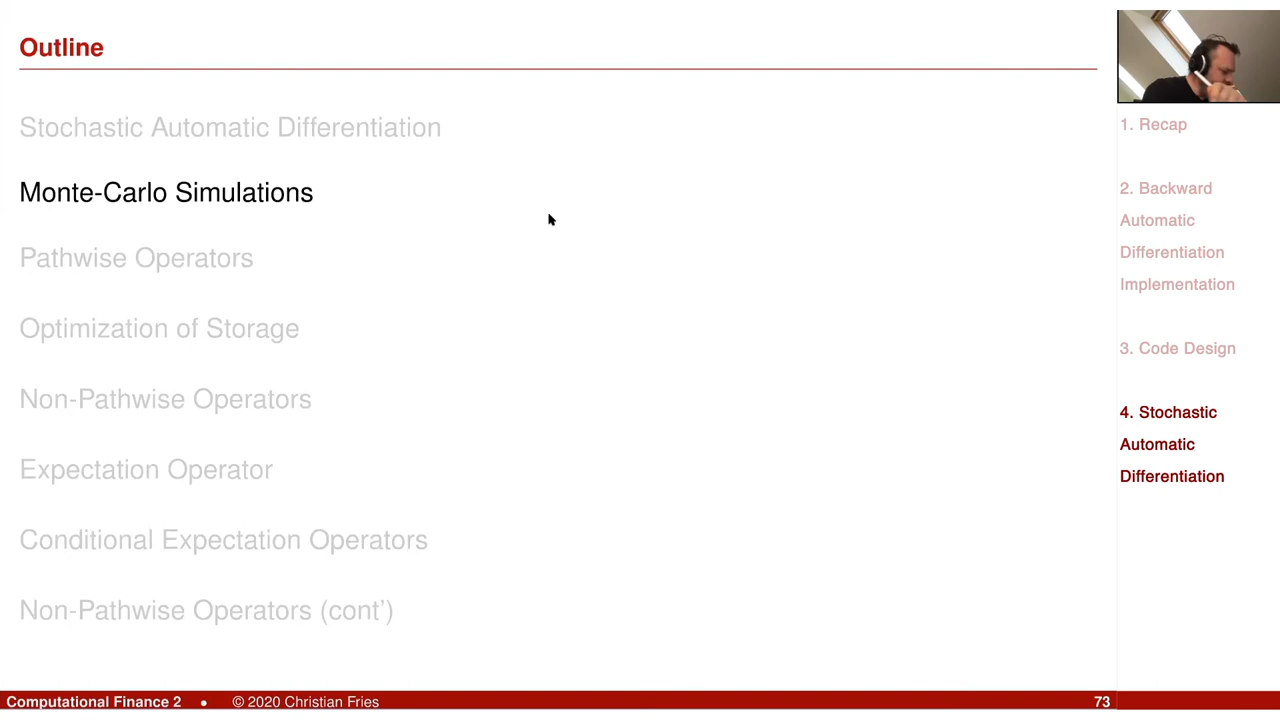 Outline
Stochastic Automatic Differentiation
Monte-Carlo Simulations
Pathwise Operators
Optimization of Storage
Non-Pathwise Operators
Expectation Operator
Conditional Expectation Operators
Non-Pathwise Operators (cont')
1. Recap
2. Backward
Automatic
Differentiation
Implementation
3. Code Design
4. Stochastic
Automatic
Differentiation
Computational Finance 2 • © 2020 Christian Fries 73